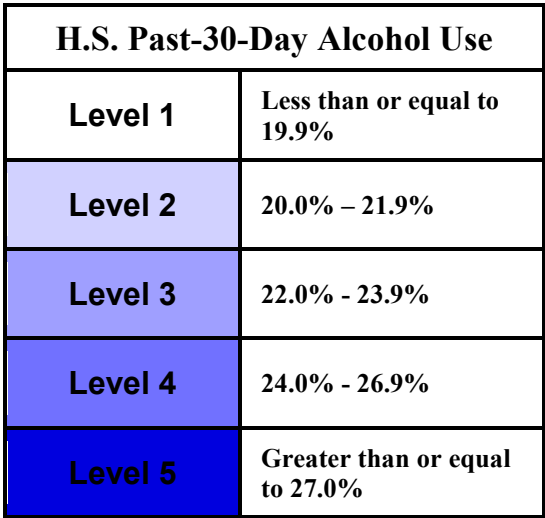 H.S. Past-30-Day Alcohol Use
Level 1
Less than or equal to
19.9%
Level 2
20.0% – 21.9%
Level 3
22.0% - 23.9%
Level 4
24.0% - 26.9%
Level 5
Greater than or equal
to 27.0%